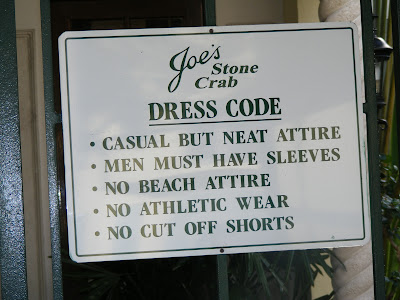 Joe's
Stone
Crab
DRESS CODE
• CASUAL BUT NEAT ATTIRE
• MEN MUST HAVE SLEEVES
• NO BEACH ATTIRE
• NO ATHLETIC WEAR
• NO CUT OFF SHORTS